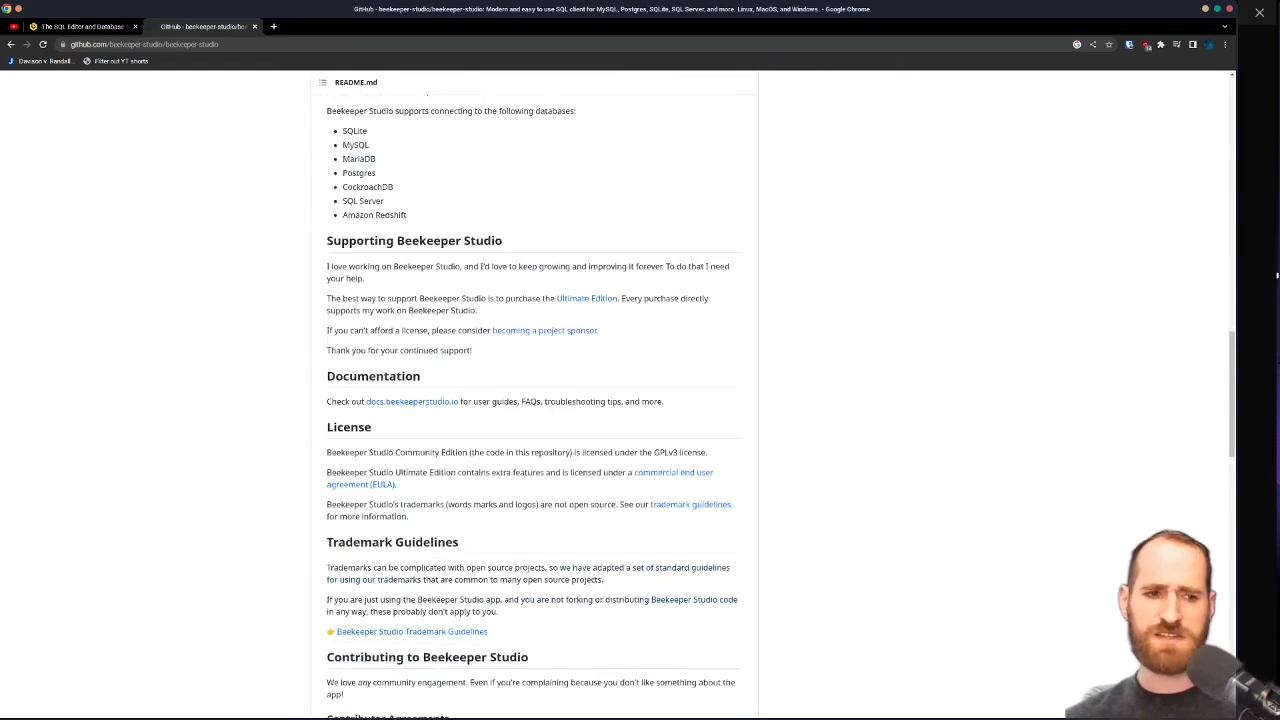 GitHub - beekeeper-studio/beekeeper-studio: Modern and easy to use SQL client for MySQL, Postgres, SQLite, SQL Server, and more. Linux, MacOS, and Windows. - Google Chrome
The SQL Editor and Database
GitHub - beekeeper-studio/bee
github.com/beekeeper-studio/beekeeper-studio
Davison v. Randall...
Filter out YT shorts
README.md
Beekeeper Studio supports connecting to the following databases:
SQLite
MySQL
MariaDB
Postgres
CockroachDB
SQL Server
Amazon Redshift
Supporting Beekeeper Studio
I love working on Beekeeper Studio, and I'd love to keep growing and improving it forever. To do that I need
your help.
The best way to support Beekeeper Studio is to purchase the Ultimate Edition. Every purchase directly
supports my work on Beekeeper Studio.
If you can't afford a license, please consider becoming a project sponsor.
Thank you for your continued support!
Documentation
Check out docs.beekeeperstudio.io for user guides, FAQs, troubleshooting tips, and more.
License
Beekeeper Studio Community Edition (the code in this repository) is licensed under the GPLv3 license.
Beekeeper Studio Ultimate Edition contains extra features and is licensed under a commercial end user
agreement (EULA).
Beekeeper Studio's trademarks (words marks and logos) are not open source. See our trademark guidelines
for more information.
Trademark Guidelines
Trademarks can be complicated with open source projects, so we have adapted a set of standard guidelines
for using our trademarks that are common to many open source projects.
If you are just using the Beekeeper Studio app, and you are not forking or distributing Beekeeper Studio code
in any way, these probably don't apply to you.
👉 Beekeeper Studio Trademark Guidelines
Contributing to Beekeeper Studio
We love any community engagement. Even if you're complaining because you don't like something about the
app!
Contributor Agreements